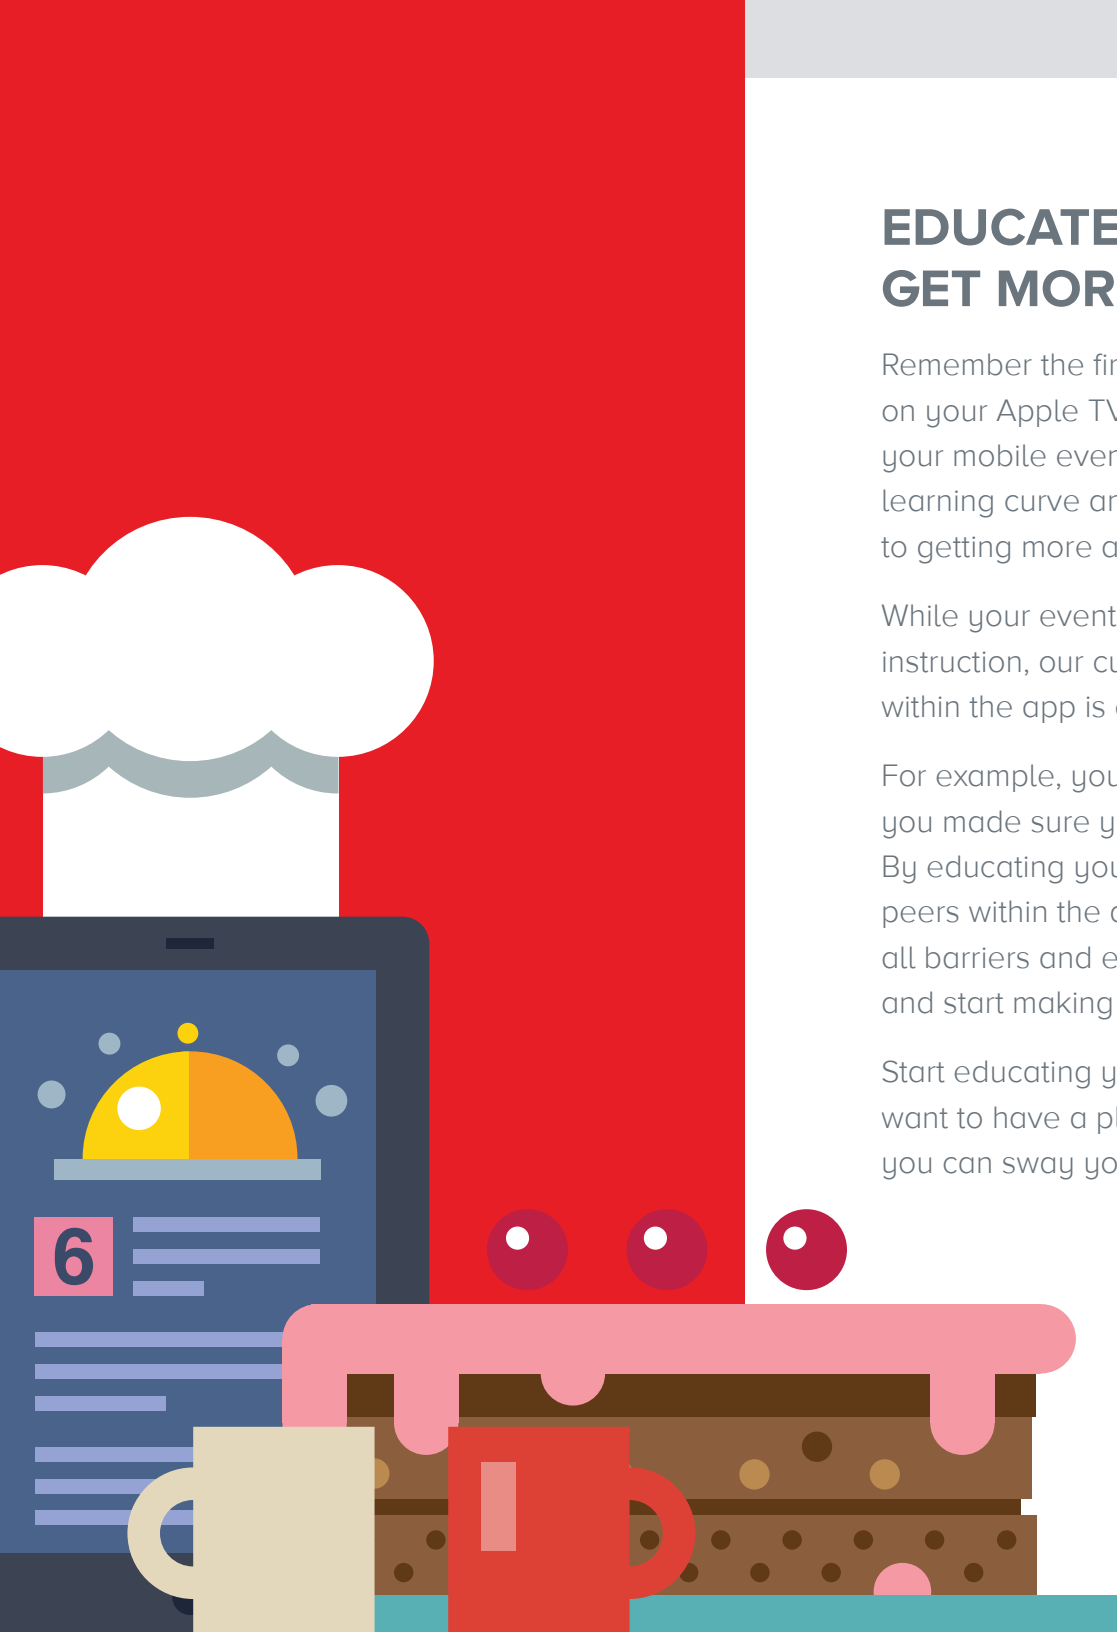 EDUCATE
GET MOR
Remember the fir
on your Apple TV
your mobile even
learning curve an
to getting more a
While your event
instruction, our cu
within the app is
For example, you
you made sure y
By educating you
peers within the a
all barriers and e
and start making
Start educating y
want to have a pl
you can sway yo
6